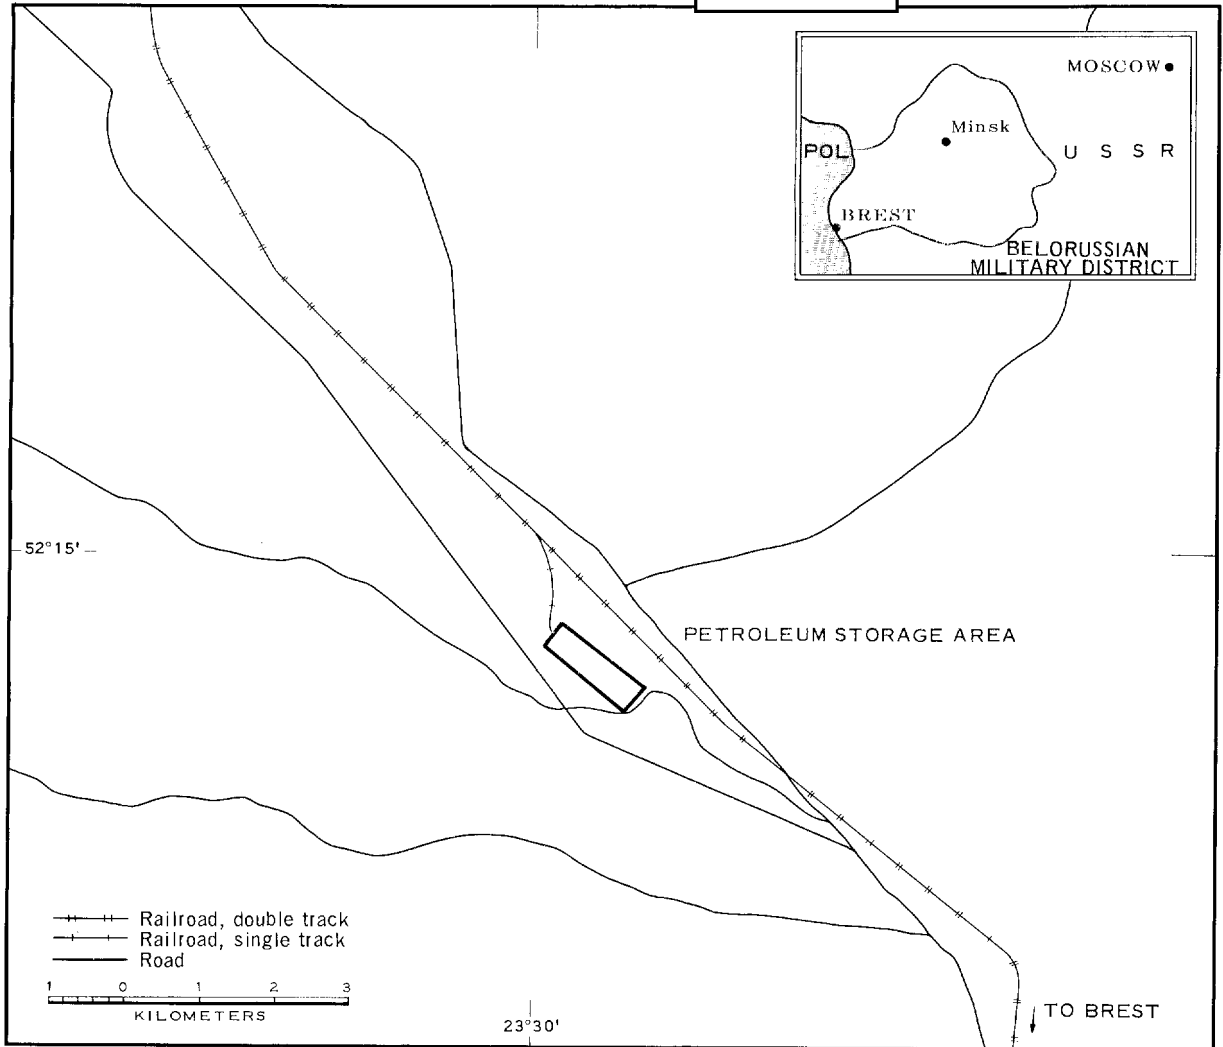 MOSCOW
Minsk
POL
U S S R
BREST
BELORUSSIAN
MILITARY DISTRICT
52°15'
PETROLEUM STORAGE AREA
Railroad, double track
Railroad, single track
Road
1 0 1 2 3
KILOMETERS
23°30'
TO BREST